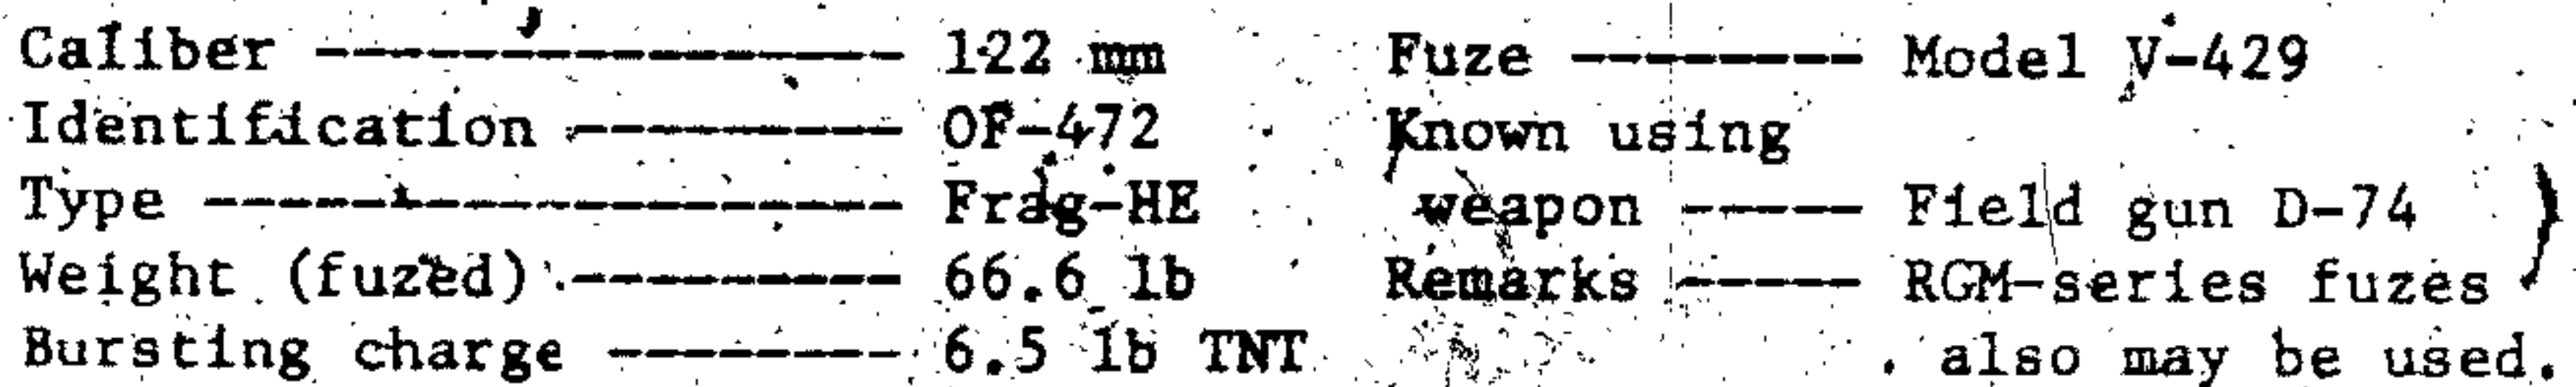 Caliber ---------------- 122 mm
Identification --------- OF-472
Type ------------------- Frag-HE
Weight (fuzed) --------- 66.6 lb
Bursting charge -------- 6.5 lb TNT
Fuze -------- Model V-429
Known using
weapon ----- Field gun D-74
Remarks ----- RGM-series fuzes
also may be used.